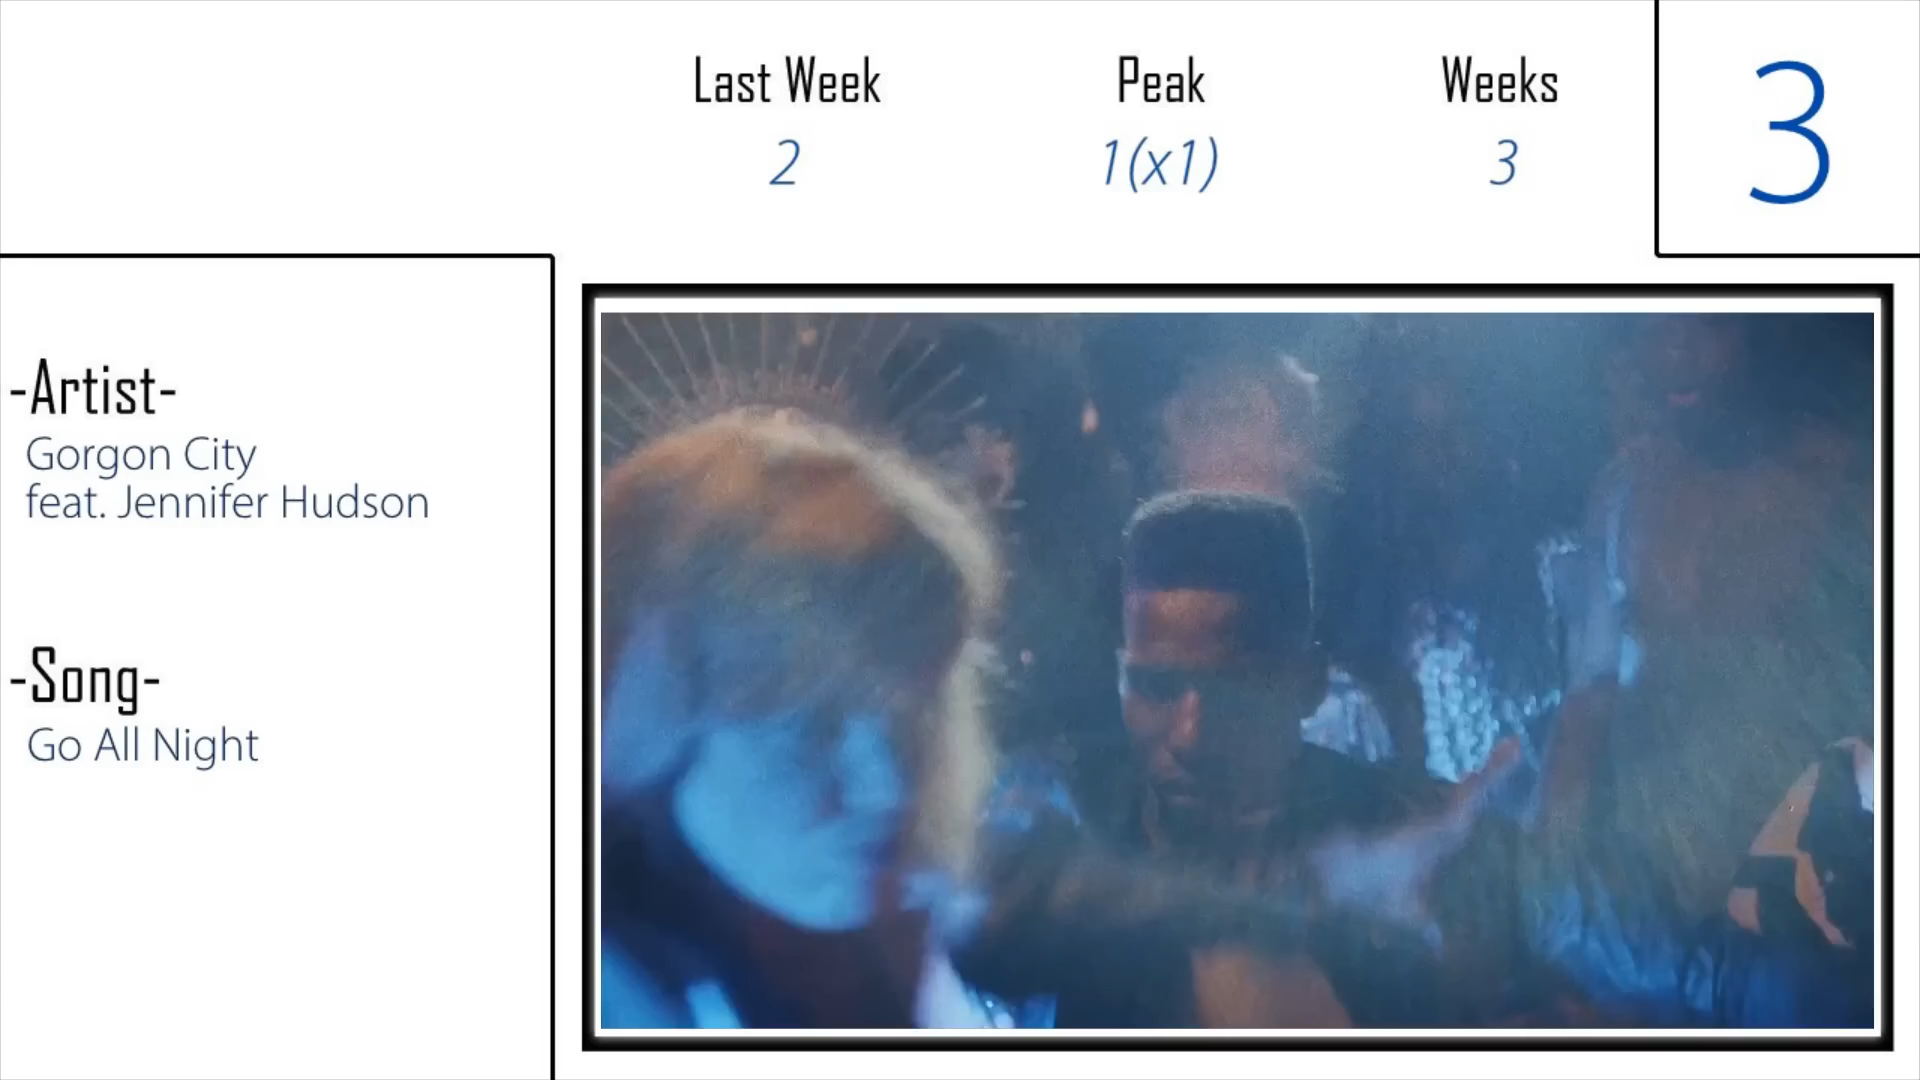 Last Week
Peak
Weeks
3
2
1(x1)
3
-Artist-
Gorgon City
feat. Jennifer Hudson
-Song-
Go All Night